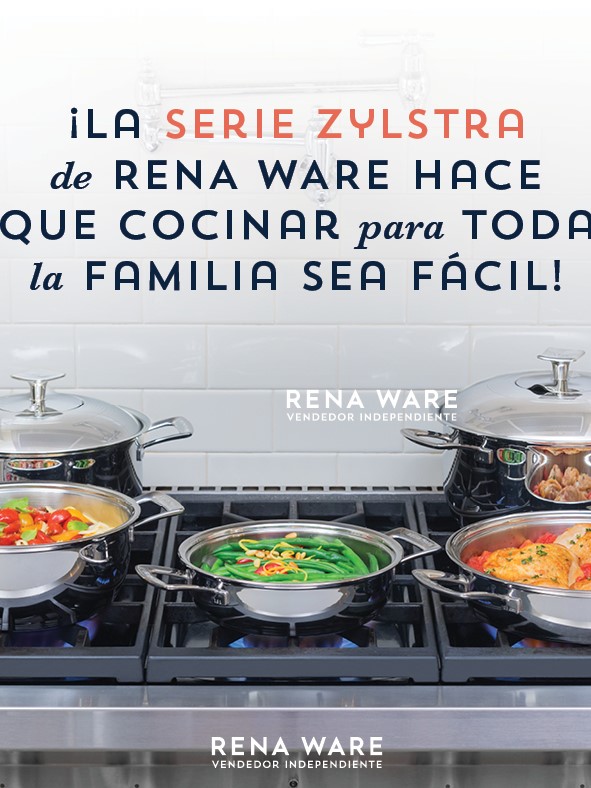 ¡LA SERIE ZYLSTRA
de RENA WARE HACE
QUE COCINAR para TODA
la FAMILIA SEA FÁCIL!
RENA WARE
VENDEDOR INDEPENDIENTE
RENA WARE
VENDEDOR INDEPENDIENTE